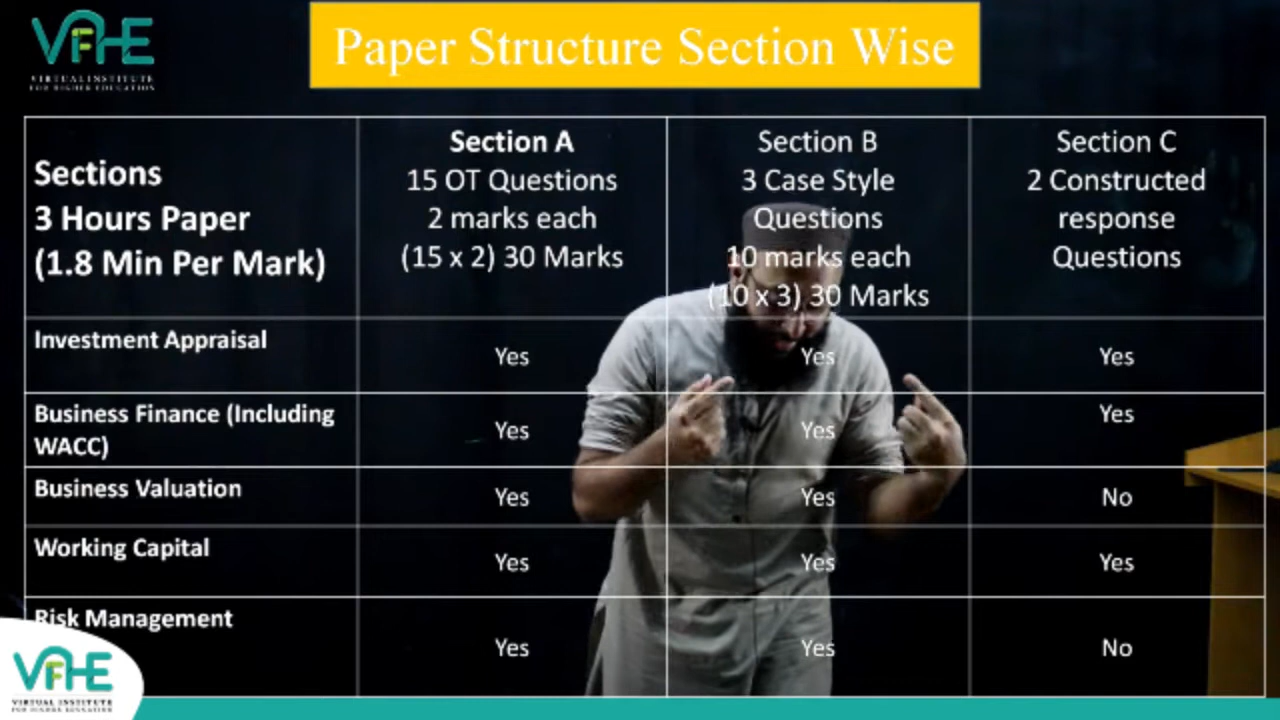 VFHE
VIRTUAL INSTITUTE
FOR HIGHER EDUCATION
Paper Structure Section Wise
Sections
3 Hours Paper
(1.8 Min Per Mark)
Section A
15 OT Questions
2 marks each
(15 x 2) 30 Marks
Section B
3 Case Style
Questions
10 marks each
(10 x 3) 30 Marks
Section C
2 Constructed
response
Questions
Investment Appraisal
Yes
Yes
Yes
Business Finance (Including
WACC)
Yes
Yes
Yes
Business Valuation
Yes
Yes
No
Working Capital
Yes
Yes
Yes
Risk Management
Yes
Yes
No
VFHE
VIRTUAL INSTITUTE
FOR HIGHER EDUCATION